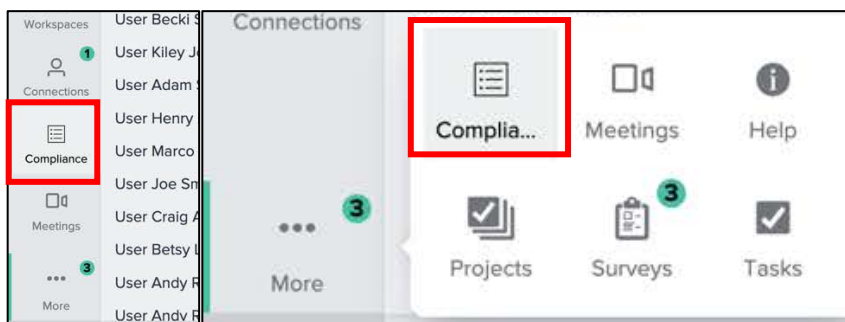 Workspaces
1
Connections
Compliance
Meetings
3
More
User Becki
User Kiley
User Adam
User Henry
User Marco
User Joe
User Craig
User Betsy
User Andy
User Andy
Connections
3
More
Complia...
Meetings
Help
Projects
3
Surveys
Tasks